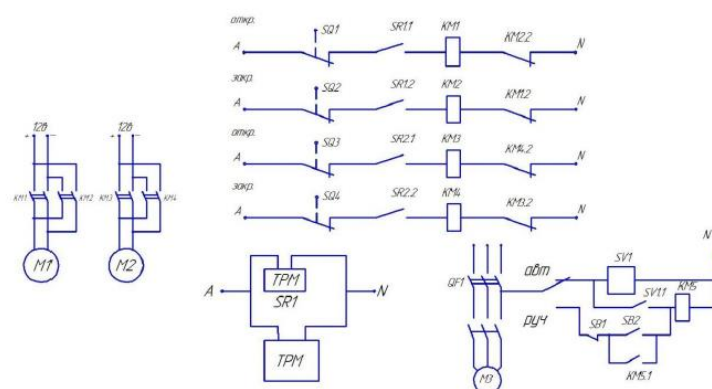 откр.
A SQ1 SR1.1 KM1 KM2.2 N
закр.
A SQ2 SR1.2 KM2 KM1.2 N
откр.
A SQ3 SR2.1 KM3 KM4.2 N
закр.
A SQ4 SR2.2 KM4 KM3.2 N
+ 12в − + 12в −
KM1 KM2 KM3 KM4
M1 M2
A ТРМ N
SR1
ТРМ
QF1 авт SV1 N
SV1.1 KM5
руч SB1 SB2
KM5.1
M3